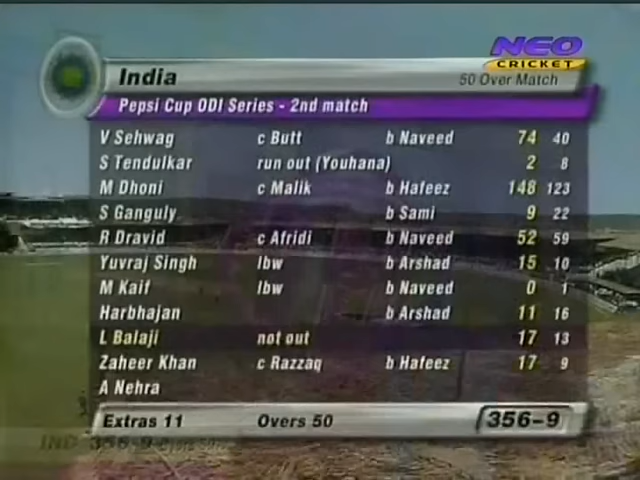 NEO
CRICKET
India 50 Over Match
Pepsi Cup ODI Series - 2nd match
V Sehwag c Butt b Naveed 74 40
S Tendulkar run out (Youhana) 2 8
M Dhoni c Malik b Hafeez 148 123
S Ganguly b Sami 9 22
R Dravid c Afridi b Naveed 52 59
Yuvraj Singh lbw b Arshad 15 10
M Kaif lbw b Naveed 0 1
Harbhajan b Arshad 11 16
L Balaji not out 17 13
Zaheer Khan c Razzaq b Hafeez 17 9
A Nehra
Extras 11 Overs 50 356-9
IND 356-9